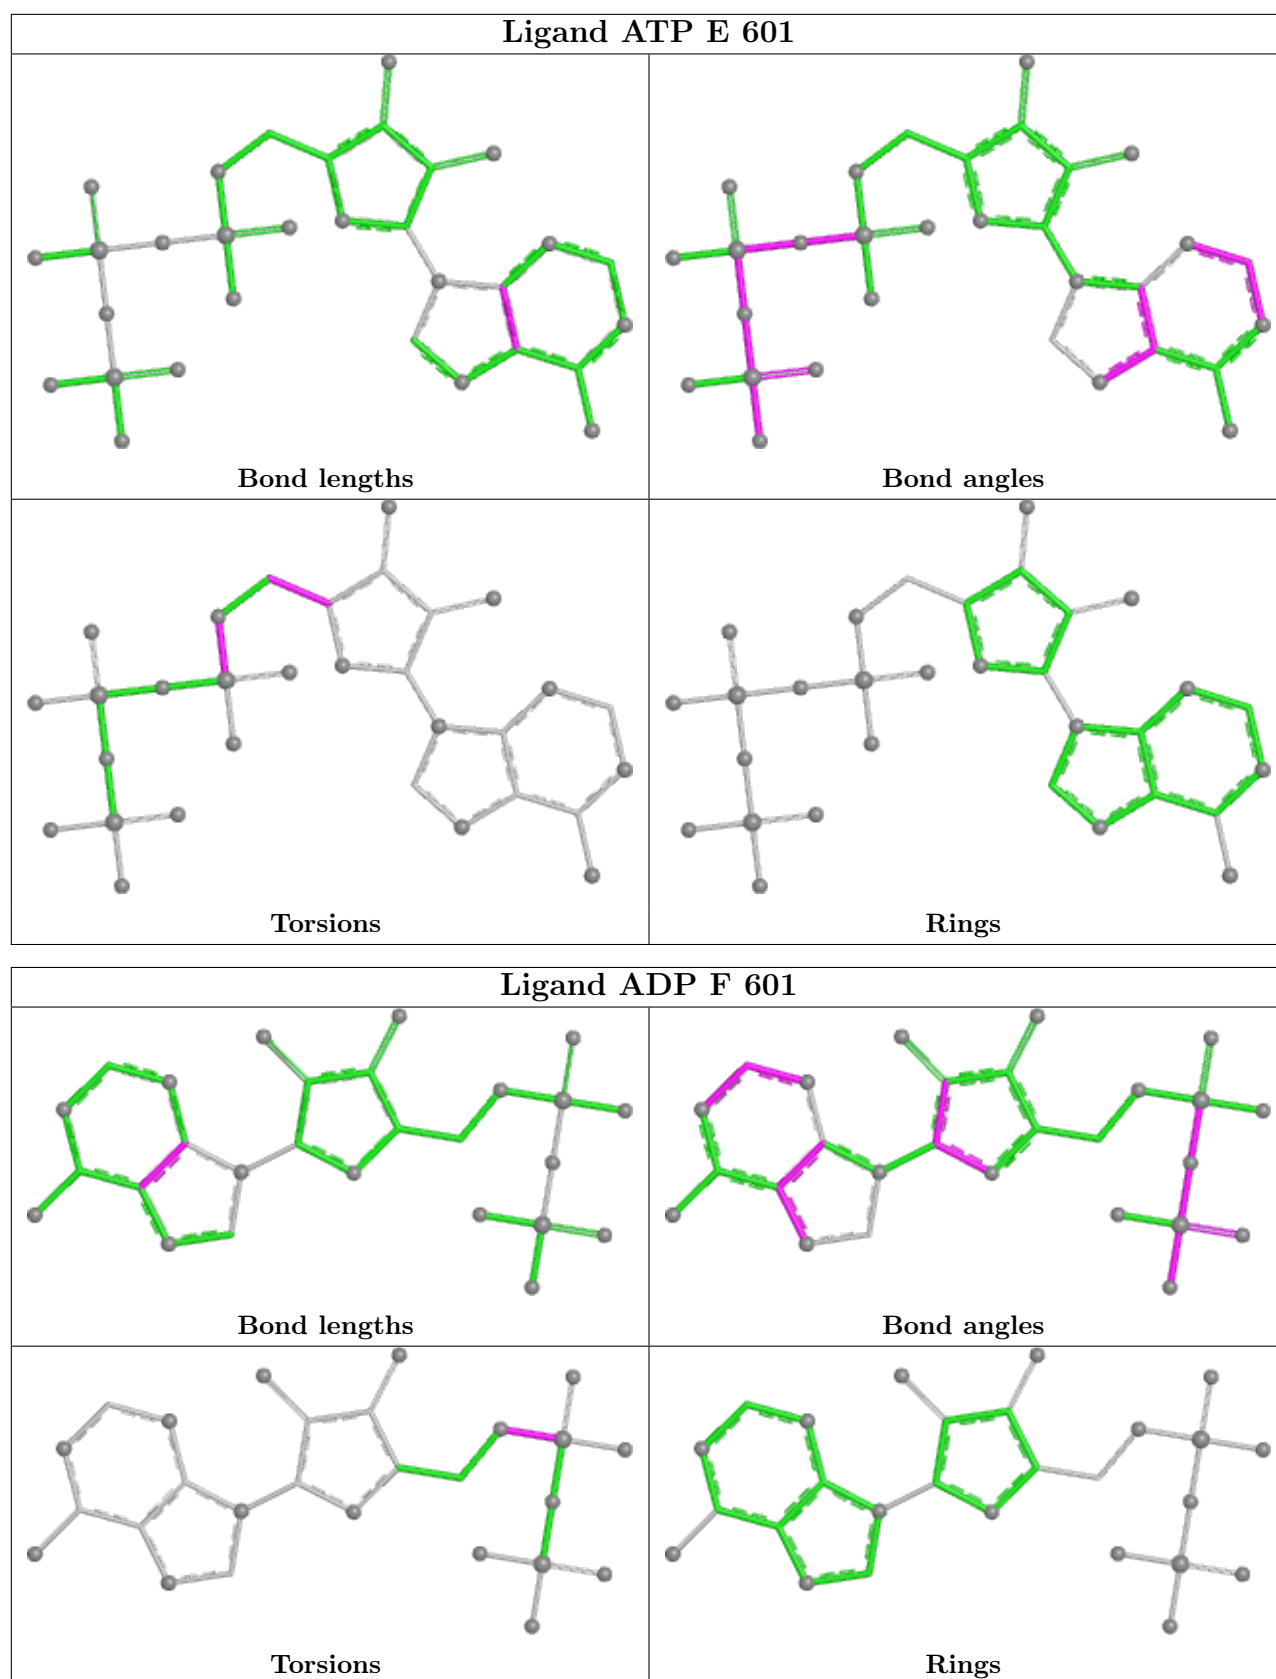 Ligand ATP E 601
Bond lengths
Bond angles
Torsions
Rings
Ligand ADP F 601
Bond lengths
Bond angles
Torsions
Rings